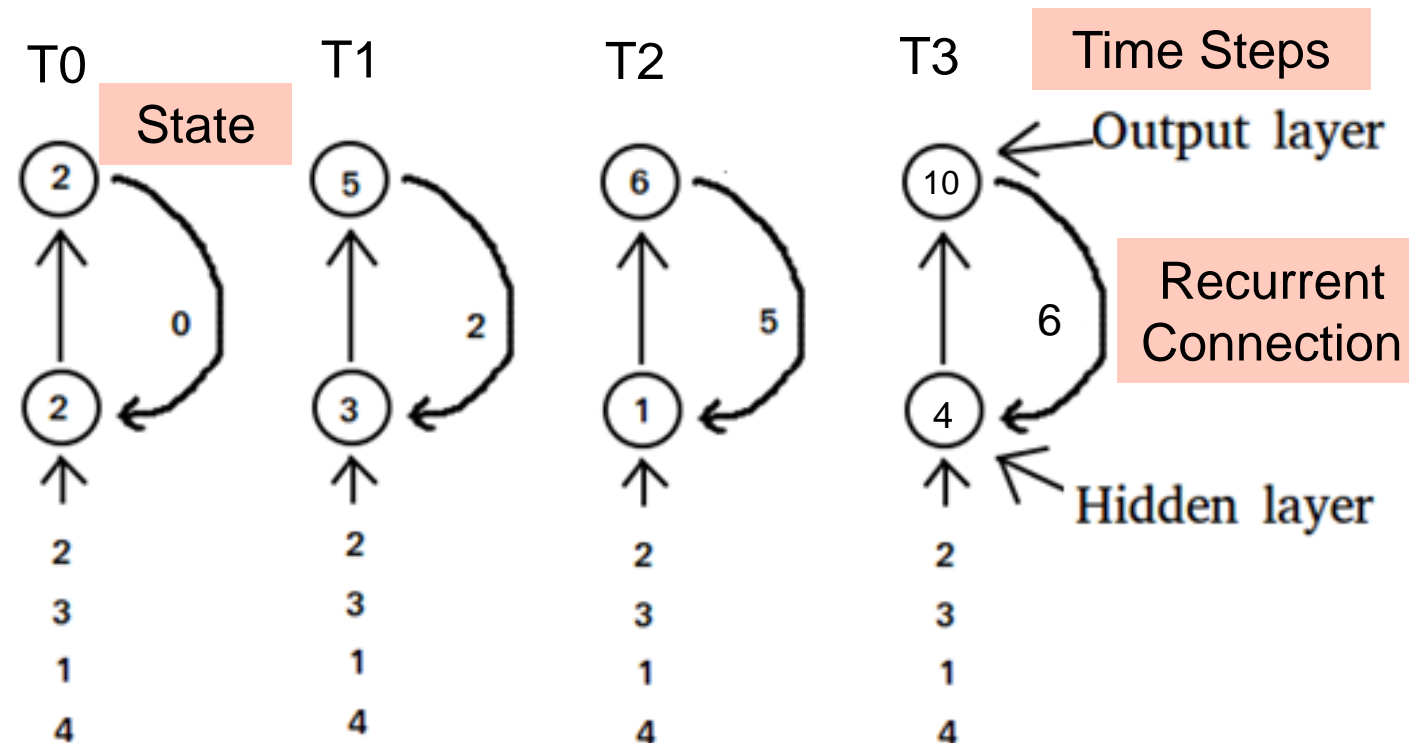 T0 T1 T2 T3 Time Steps
State
Output layer
2 5 6 10
0 2 5 6
Recurrent
Connection
2 3 1 4
Hidden layer
2 2 2 2
3 3 3 3
1 1 1 1
4 4 4 4